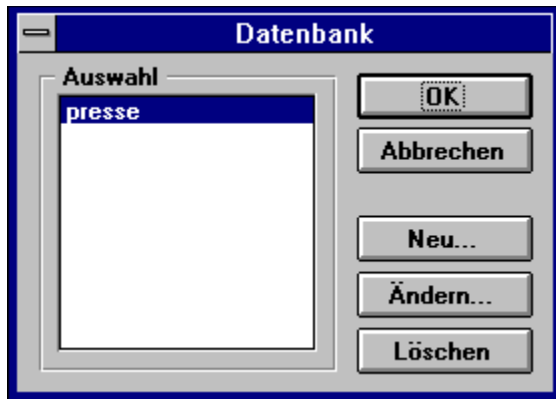 Datenbank
Auswahl
presse
OK
Abbrechen
Neu...
Ändern...
Löschen